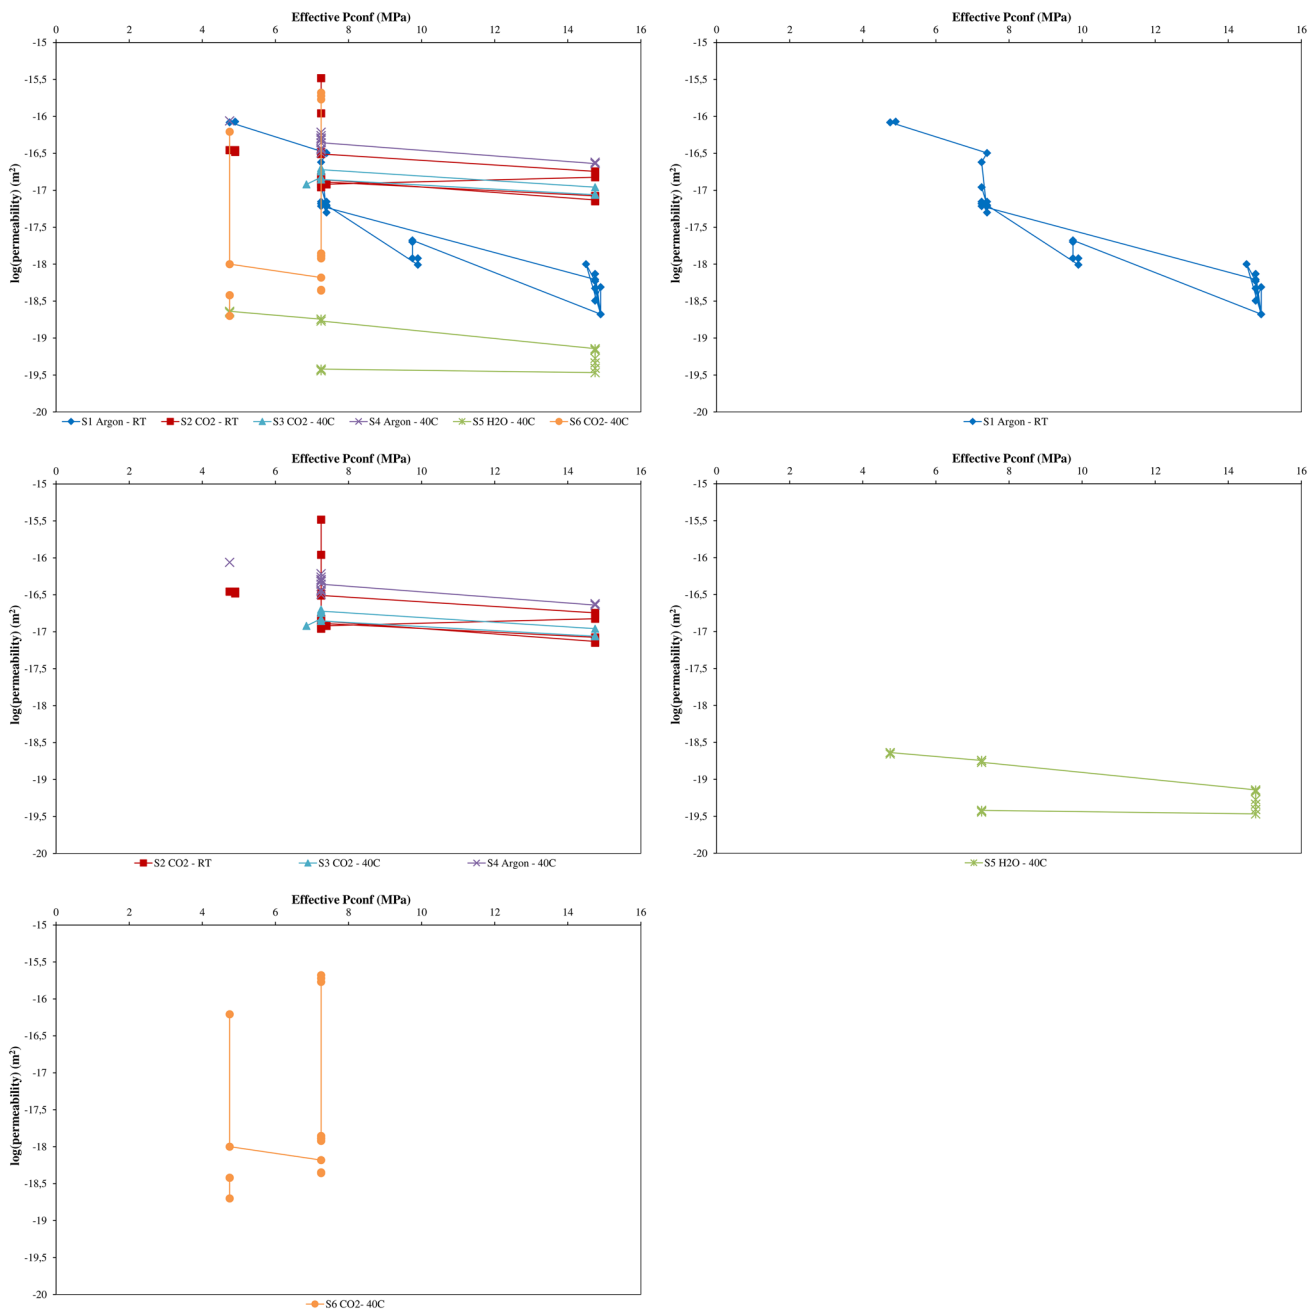 Effective Pconf (MPa)
0 2 4 6 8 10 12 14 16
log(permeability) (m²)
-15
-15,5
-16
-16,5
-17
-17,5
-18
-18,5
-19
-19,5
-20
S1 Argon - RT S2 CO2 - RT S3 CO2 - 40C S4 Argon - 40C S5 H2O - 40C S6 CO2- 40C
Effective Pconf (MPa)
0 2 4 6 8 10 12 14 16
log(permeability) (m²)
-15
-15,5
-16
-16,5
-17
-17,5
-18
-18,5
-19
-19,5
-20
S1 Argon - RT
Effective Pconf (MPa)
0 2 4 6 8 10 12 14 16
log(permeability) (m²)
-15
-15,5
-16
-16,5
-17
-17,5
-18
-18,5
-19
-19,5
-20
S2 CO2 - RT S3 CO2 - 40C S4 Argon - 40C
Effective Pconf (MPa)
0 2 4 6 8 10 12 14 16
log(permeability) (m²)
-15
-15,5
-16
-16,5
-17
-17,5
-18
-18,5
-19
-19,5
-20
S5 H2O - 40C
Effective Pconf (MPa)
0 2 4 6 8 10 12 14 16
log(permeability) (m²)
-15
-15,5
-16
-16,5
-17
-17,5
-18
-18,5
-19
-19,5
-20
S6 CO2- 40C